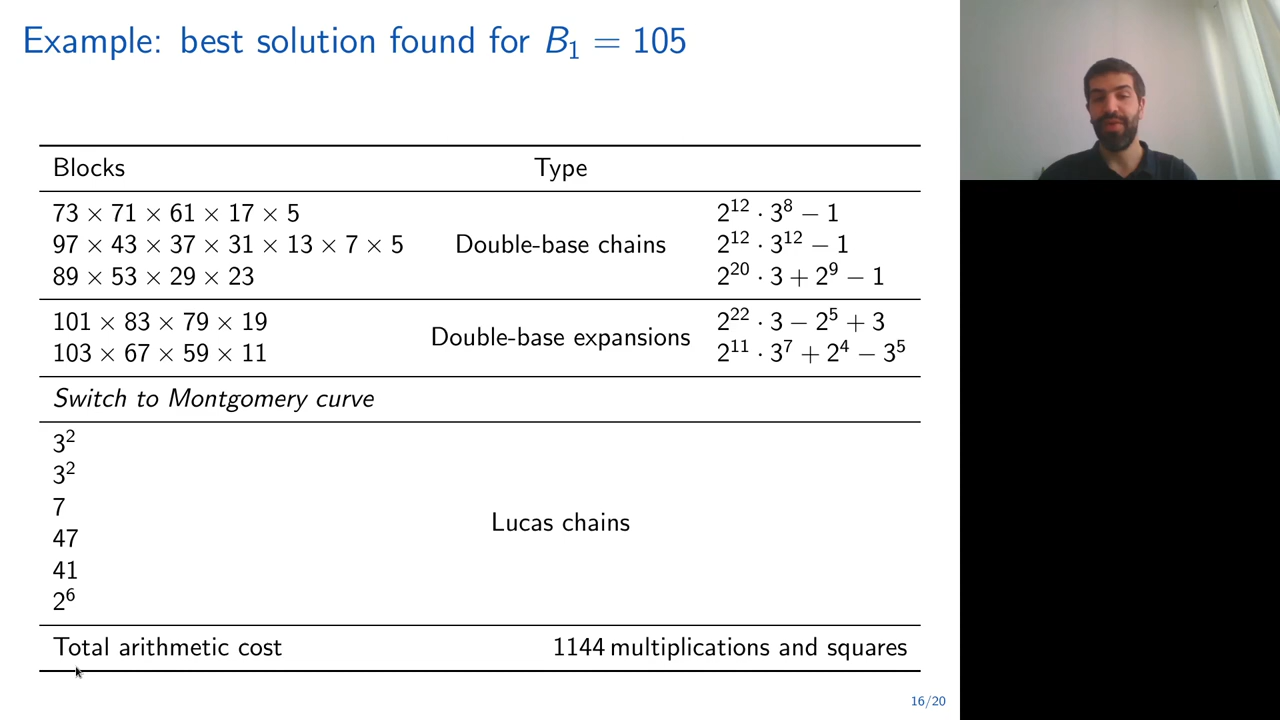 Example: best solution found for B₁ = 105
Blocks Type
73 × 71 × 61 × 17 × 5 2¹² · 3⁸ − 1
97 × 43 × 37 × 31 × 13 × 7 × 5 Double-base chains 2¹² · 3¹² − 1
89 × 53 × 29 × 23 2²⁰ · 3 + 2⁹ − 1
101 × 83 × 79 × 19 2²² · 3 − 2⁵ + 3
Double-base expansions
103 × 67 × 59 × 11 2¹¹ · 3⁷ + 2⁴ − 3⁵
Switch to Montgomery curve
3²
3²
7
Lucas chains
47
41
2⁶
Total arithmetic cost 1144 multiplications and squares
16/20